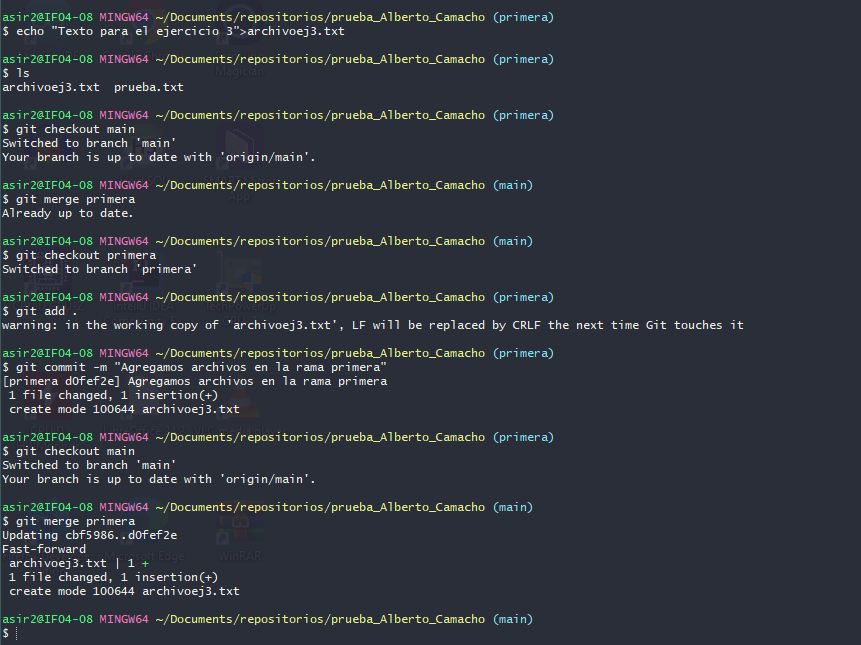 asir2@IFO4-08 MINGW64 ~/Documents/repositorios/prueba_Alberto_Camacho (primera)
$ echo "Texto para el ejercicio 3">archivoej3.txt
asir2@IFO4-08 MINGW64 ~/Documents/repositorios/prueba_Alberto_Camacho (primera)
$ ls
archivoej3.txt  prueba.txt
asir2@IFO4-08 MINGW64 ~/Documents/repositorios/prueba_Alberto_Camacho (primera)
$ git checkout main
Switched to branch 'main'
Your branch is up to date with 'origin/main'.
asir2@IFO4-08 MINGW64 ~/Documents/repositorios/prueba_Alberto_Camacho (main)
$ git merge primera
Already up to date.
asir2@IFO4-08 MINGW64 ~/Documents/repositorios/prueba_Alberto_Camacho (main)
$ git checkout primera
Switched to branch 'primera'
asir2@IFO4-08 MINGW64 ~/Documents/repositorios/prueba_Alberto_Camacho (primera)
$ git add .
warning: in the working copy of 'archivoej3.txt', LF will be replaced by CRLF the next time Git touches it
asir2@IFO4-08 MINGW64 ~/Documents/repositorios/prueba_Alberto_Camacho (primera)
$ git commit -m "Agregamos archivos en la rama primera"
[primera d0fef2e] Agregamos archivos en la rama primera
 1 file changed, 1 insertion(+)
 create mode 100644 archivoej3.txt
asir2@IFO4-08 MINGW64 ~/Documents/repositorios/prueba_Alberto_Camacho (primera)
$ git checkout main
Switched to branch 'main'
Your branch is up to date with 'origin/main'.
asir2@IFO4-08 MINGW64 ~/Documents/repositorios/prueba_Alberto_Camacho (main)
$ git merge primera
Updating cbf5986..d0fef2e
Fast-forward
 archivoej3.txt | 1 +
 1 file changed, 1 insertion(+)
 create mode 100644 archivoej3.txt
asir2@IFO4-08 MINGW64 ~/Documents/repositorios/prueba_Alberto_Camacho (main)
$